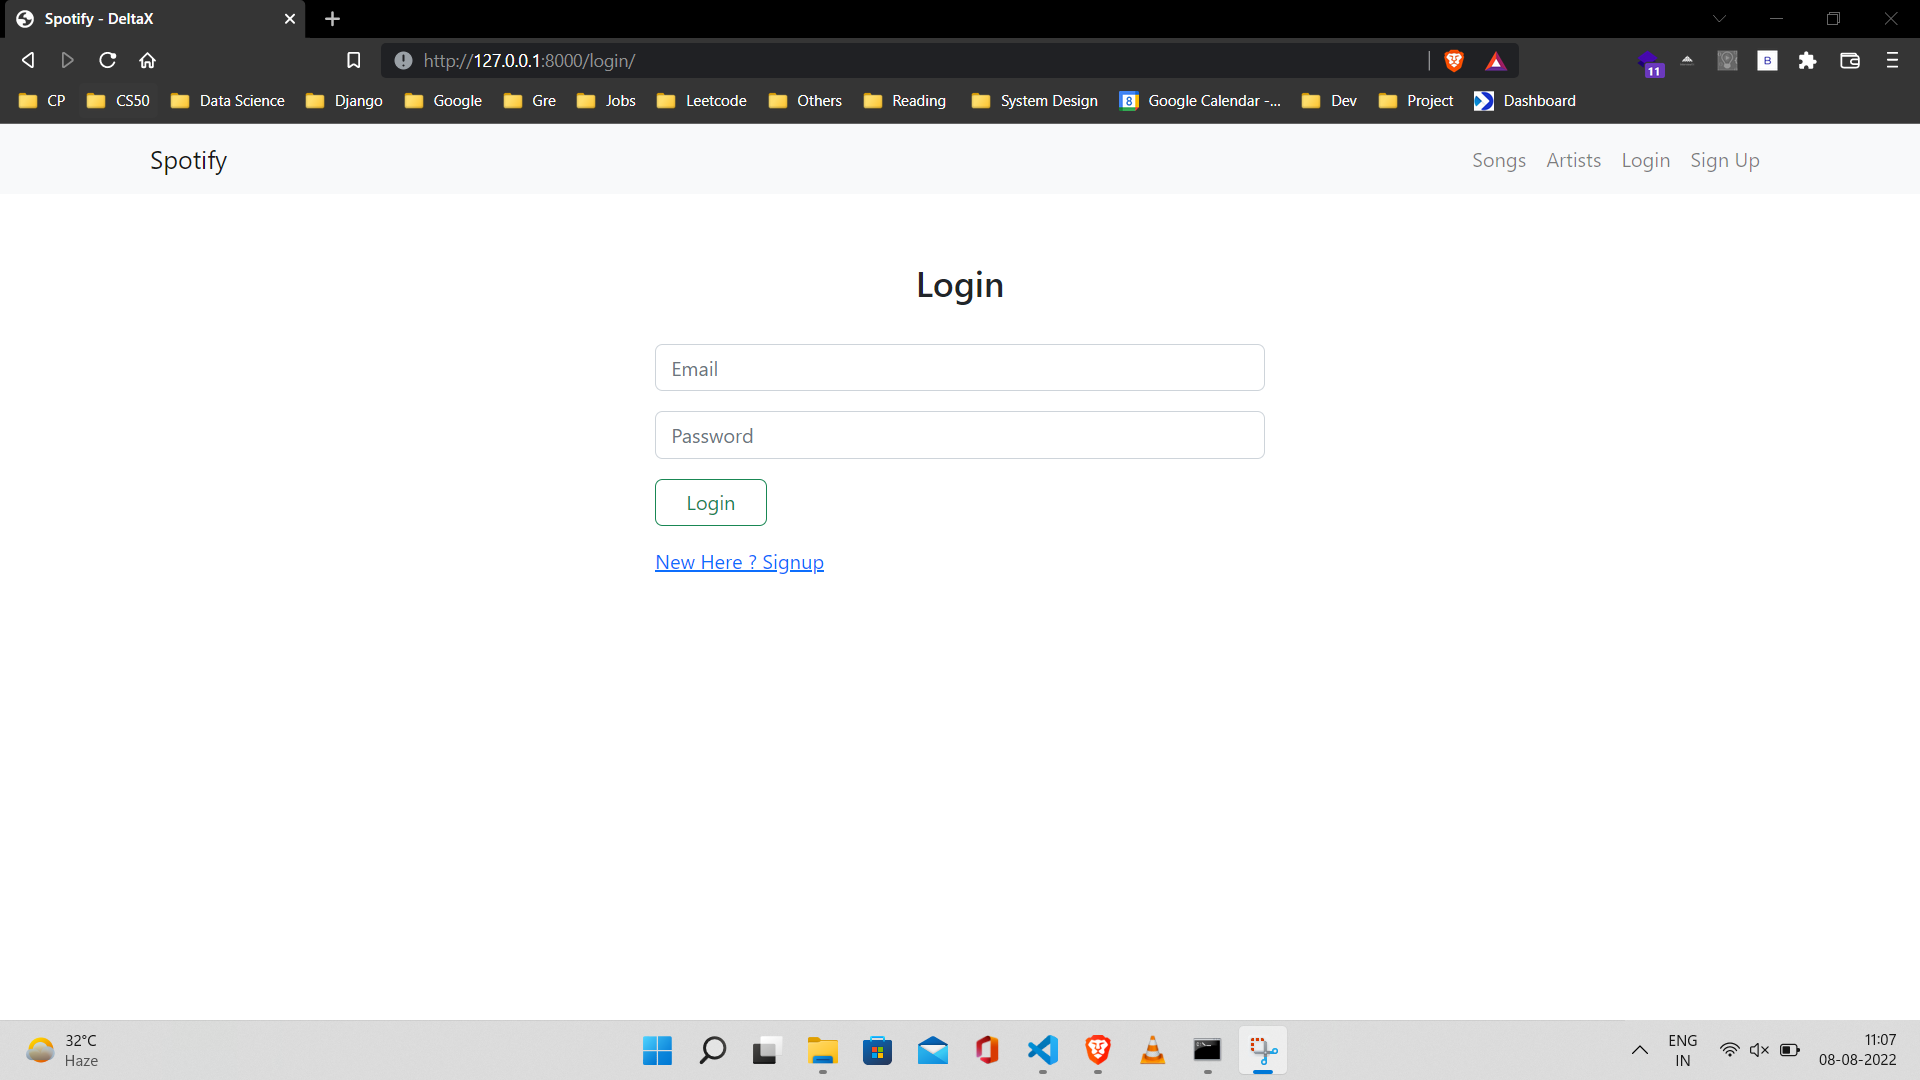 Spotify - DeltaX
http://127.0.0.1:8000/login/
11
B
CP CS50 Data Science Django Google Gre Jobs Leetcode Others Reading System Design 8 Google Calendar -... Dev Project Dashboard
Spotify Songs Artists Login Sign Up
Login
Email
Password
Login
New Here ? Signup
32°C
Haze
ENG
IN
11:07
08-08-2022